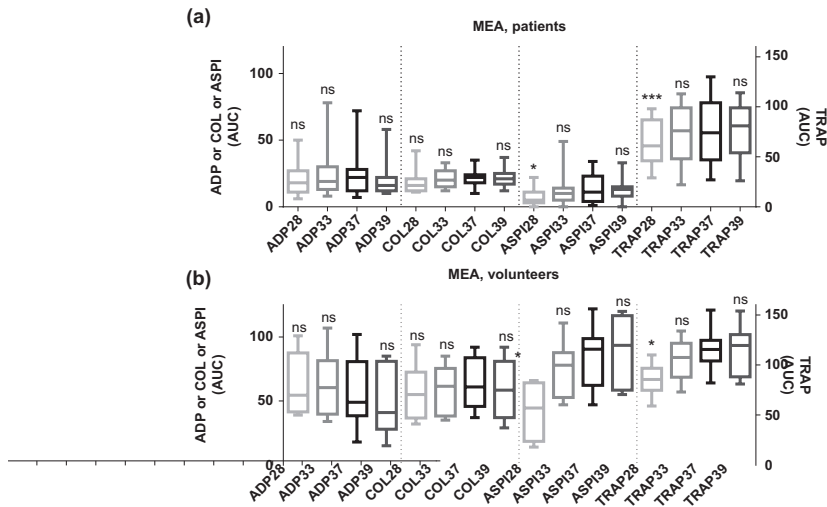 (a)
MEA, patients
ADP or COL or ASPI
(AUC)
100
50
0
ns ns ns ns ns ns * ns ns *** ns ns
150
100
50
0
TRAP
(AUC)
ADP28 ADP33 ADP37 ADP39 COL28 COL33 COL37 COL39 ASPI28 ASPI33 ASPI37 ASPI39 TRAP28 TRAP33 TRAP37 TRAP39
(b)
MEA, volunteers
ADP or COL or ASPI
(AUC)
100
50
0
ns ns ns ns ns ns * ns ns * ns ns
150
100
50
0
TRAP
(AUC)
ADP28 ADP33 ADP37 ADP39 COL28 COL33 COL37 COL39 ASPI28 ASPI33 ASPI37 ASPI39 TRAP28 TRAP33 TRAP37 TRAP39